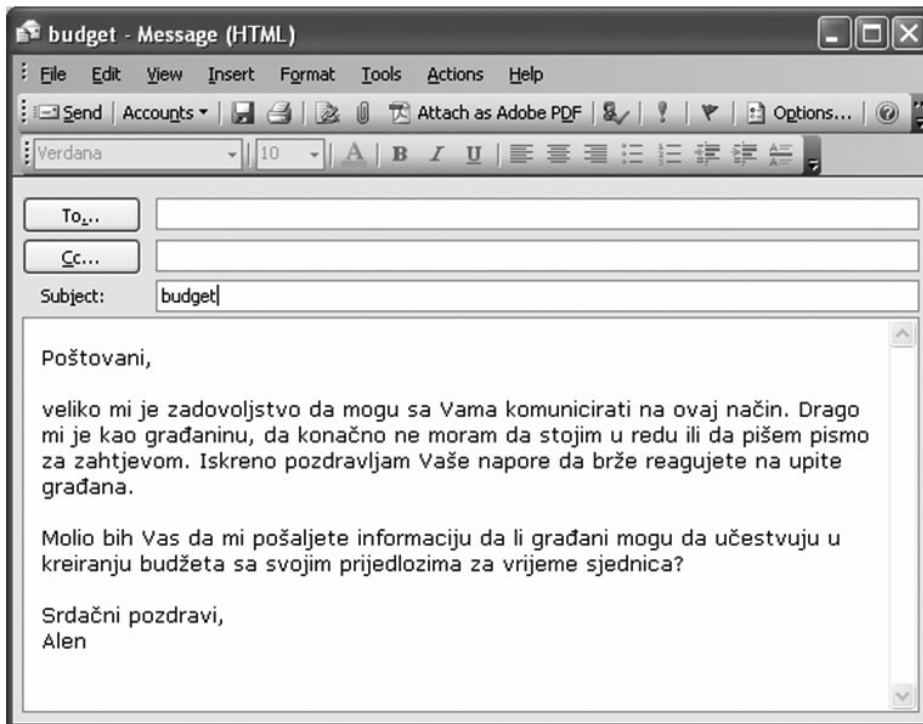 budget - Message (HTML)
File Edit View Insert Format Tools Actions Help
Send Accounts Attach as Adobe PDF Options...
Verdana 10 A B I U
To...
Cc...
Subject: budget
Poštovani,
veliko mi je zadovoljstvo da mogu sa Vama komunicirati na ovaj način. Drago
mi je kao građaninu, da konačno ne moram da stojim u redu ili da pišem pismo
za zahtjevom. Iskreno pozdravljam Vaše napore da brže reagujete na upite
građana.
Molio bih Vas da mi pošaljete informaciju da li građani mogu da učestvuju u
kreiranju budžeta sa svojim prijedlozima za vrijeme sjednica?
Srdačni pozdravi,
Alen